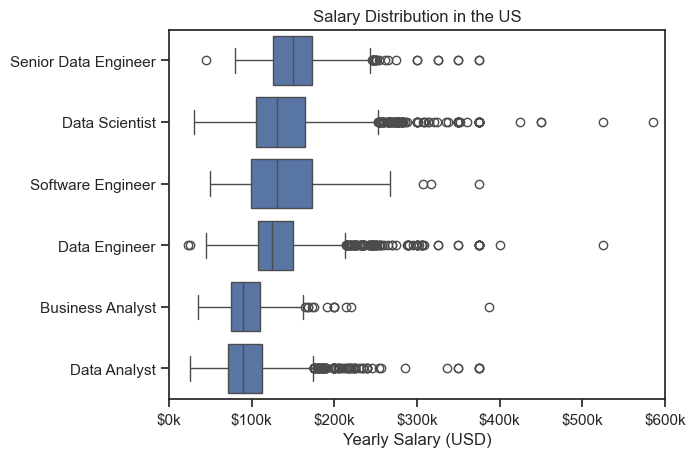 Salary Distribution in the US
Senior Data Engineer
Data Scientist
Software Engineer
Data Engineer
Business Analyst
Data Analyst
$0k $100k $200k $300k $400k $500k $600k
Yearly Salary (USD)